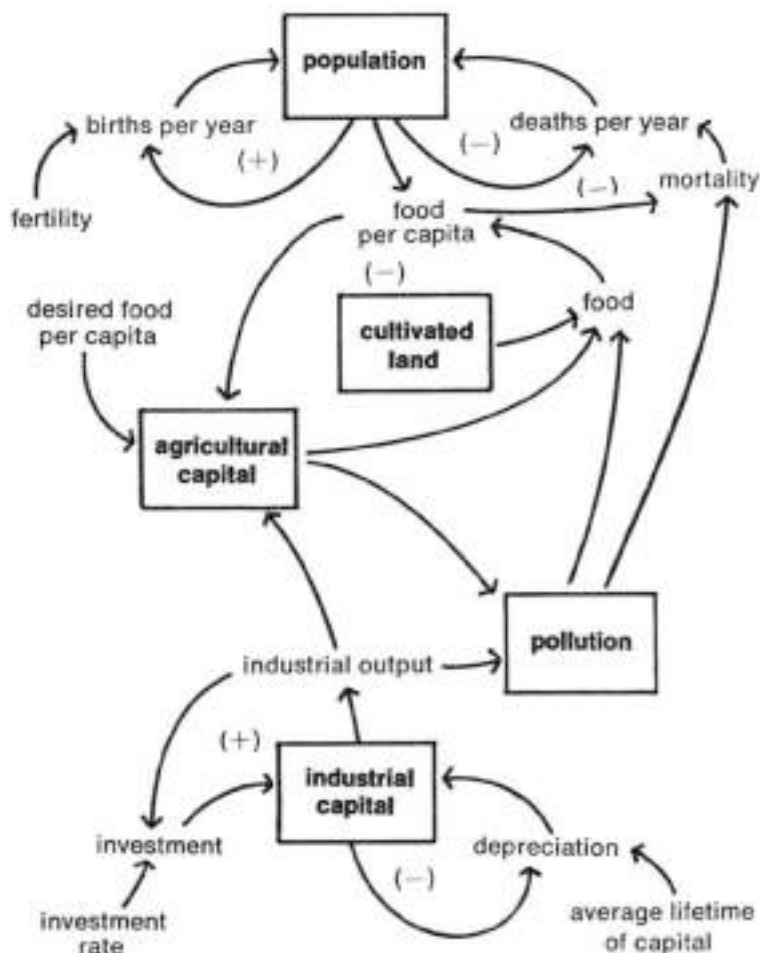 population
births per year
deaths per year
(+)
(−)
(−)
mortality
fertility
food
per capita
(−)
desired food
per capita
cultivated
land
food
agricultural
capital
pollution
industrial output
(+)
industrial
capital
investment
depreciation
(−)
investment
rate
average lifetime
of capital